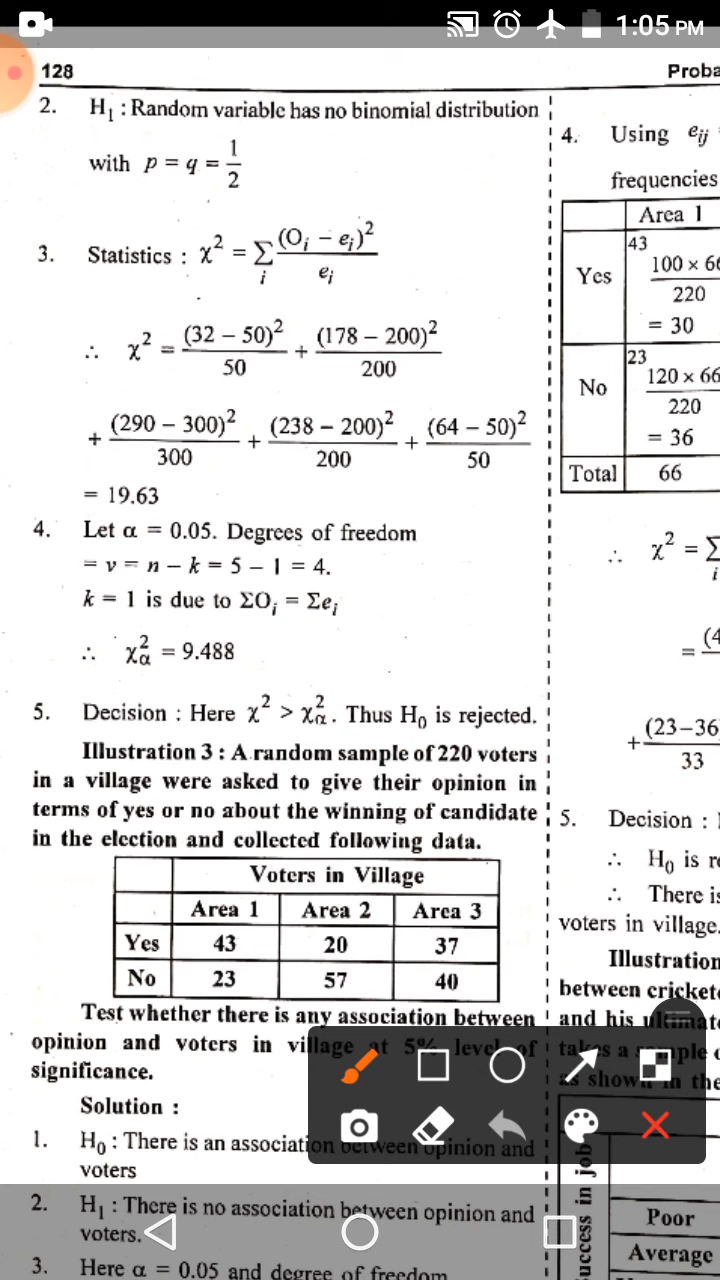 1:05 PM
128
2. H₁ : Random variable has no binomial distribution
with p = q = 1/2
3. Statistics : χ² = Σᵢ (Oᵢ − eᵢ)²/eᵢ
∴ χ² = (32 − 50)²/50 + (178 − 200)²/200
+ (290 − 300)²/300 + (238 − 200)²/200 + (64 − 50)²/50
= 19.63
4. Let α = 0.05. Degrees of freedom
= ν = n − k = 5 − 1 = 4.
k = 1 is due to ΣOᵢ = Σeᵢ
∴ χ²α = 9.488
5. Decision : Here χ² > χ²α. Thus H₀ is rejected.
Illustration 3 : A random sample of 220 voters
in a village were asked to give their opinion in
terms of yes or no about the winning of candidate
in the election and collected following data.
Voters in Village
Area 1 Area 2 Area 3
Yes 43 20 37
No 23 57 40
Test whether there is any association between
opinion and voters in village at 5% level of
significance.
Solution :
1. H₀ : There is an association between opinion and
voters
2. H₁ : There is no association between opinion and
voters.
3. Here α = 0.05 and degree of freedom
4. Using eᵢⱼ
frequencies
Area 1
Yes 43
100 × 66
220
= 30
No 23
120 × 66
220
= 36
Total 66
∴ χ² = Σ
i
= (4
+ (23−36
33
5. Decision :
∴ H₀ is
∴ There is
voters in village.
Illustration
between
and his
as shown in the
Poor
Average